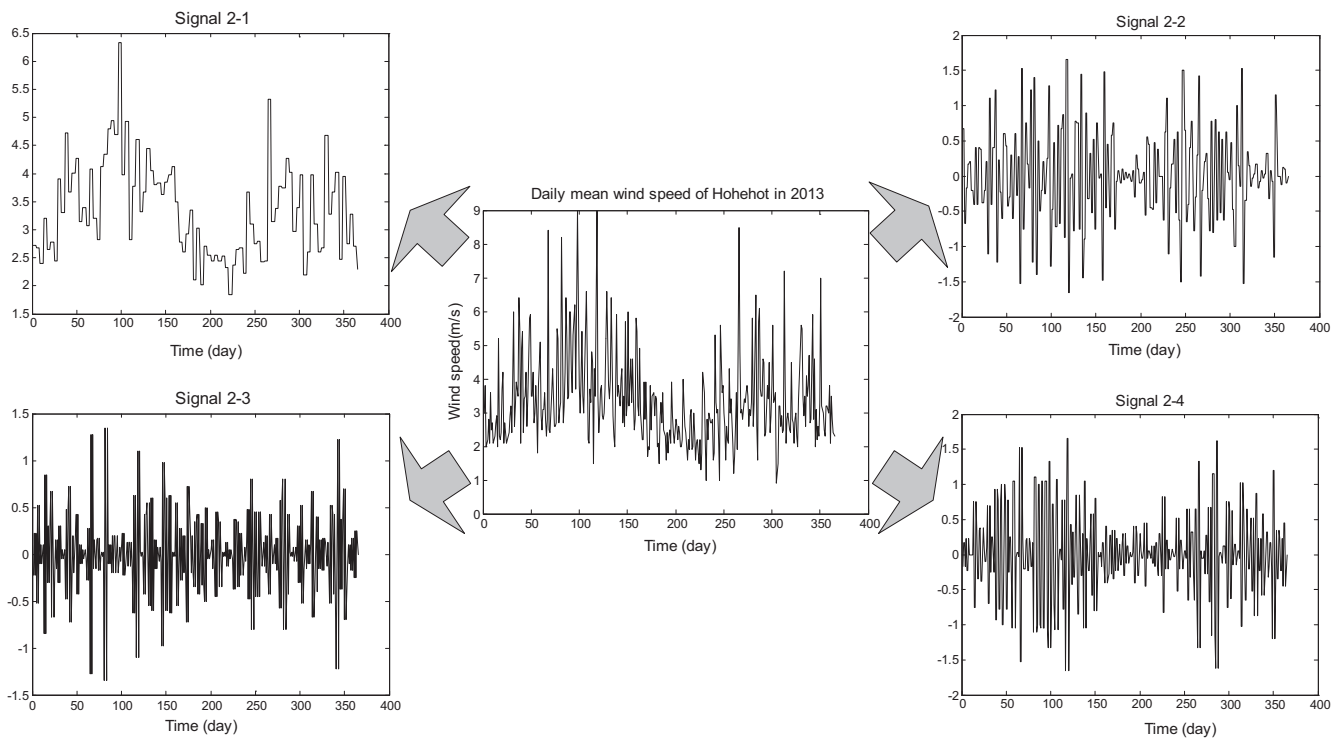 Signal 2-1
6.5
6
5.5
5
4.5
4
3.5
3
2.5
2
1.5
0 50 100 150 200 250 300 350 400
Time (day)
Signal 2-2
2
1.5
1
0.5
0
-0.5
-1
-1.5
-2
0 50 100 150 200 250 300 350 400
Time (day)
Daily mean wind speed of Hohehot in 2013
Wind speed(m/s)
9
8
7
6
5
4
3
2
1
0
0 50 100 150 200 250 300 350 400
Time (day)
Signal 2-3
1.5
1
0.5
0
-0.5
-1
-1.5
0 50 100 150 200 250 300 350 400
Time (day)
Signal 2-4
2
1.5
1
0.5
0
-0.5
-1
-1.5
-2
0 50 100 150 200 250 300 350 400
Time (day)